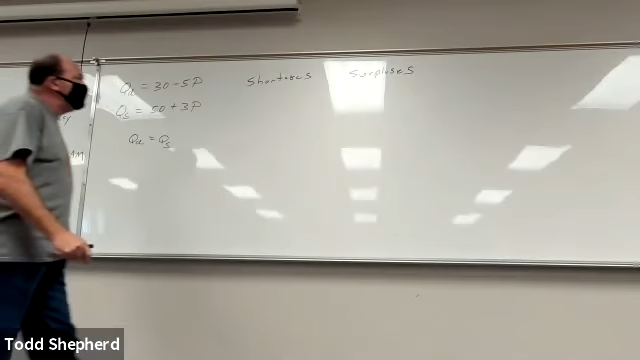 Qd = 30 - 5P
Shortages Surpluses
Qs = 50 + 3P
Qd = Qs
Todd Shepherd